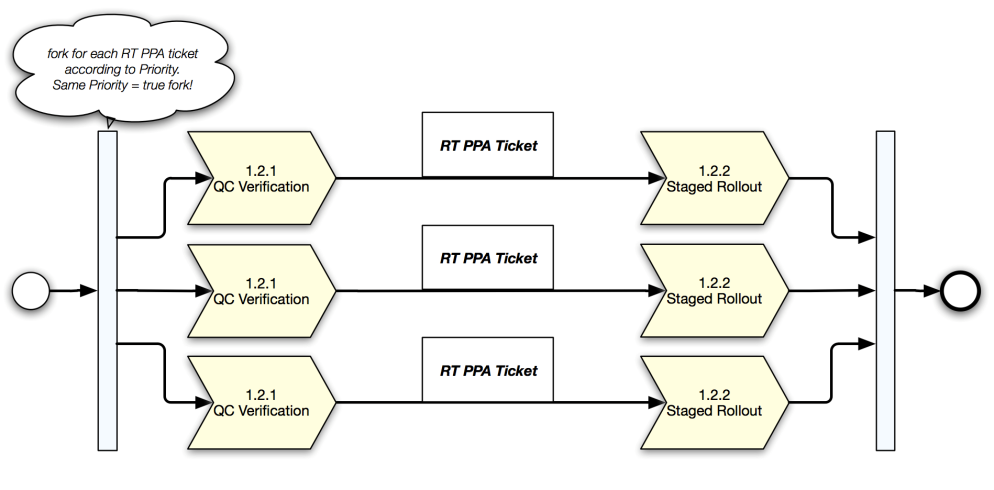 fork for each RT PPA ticket
according to Priority.
Same Priority = true fork!
1.2.1
QC Verification
RT PPA Ticket
1.2.2
Staged Rollout
1.2.1
QC Verification
RT PPA Ticket
1.2.2
Staged Rollout
1.2.1
QC Verification
RT PPA Ticket
1.2.2
Staged Rollout